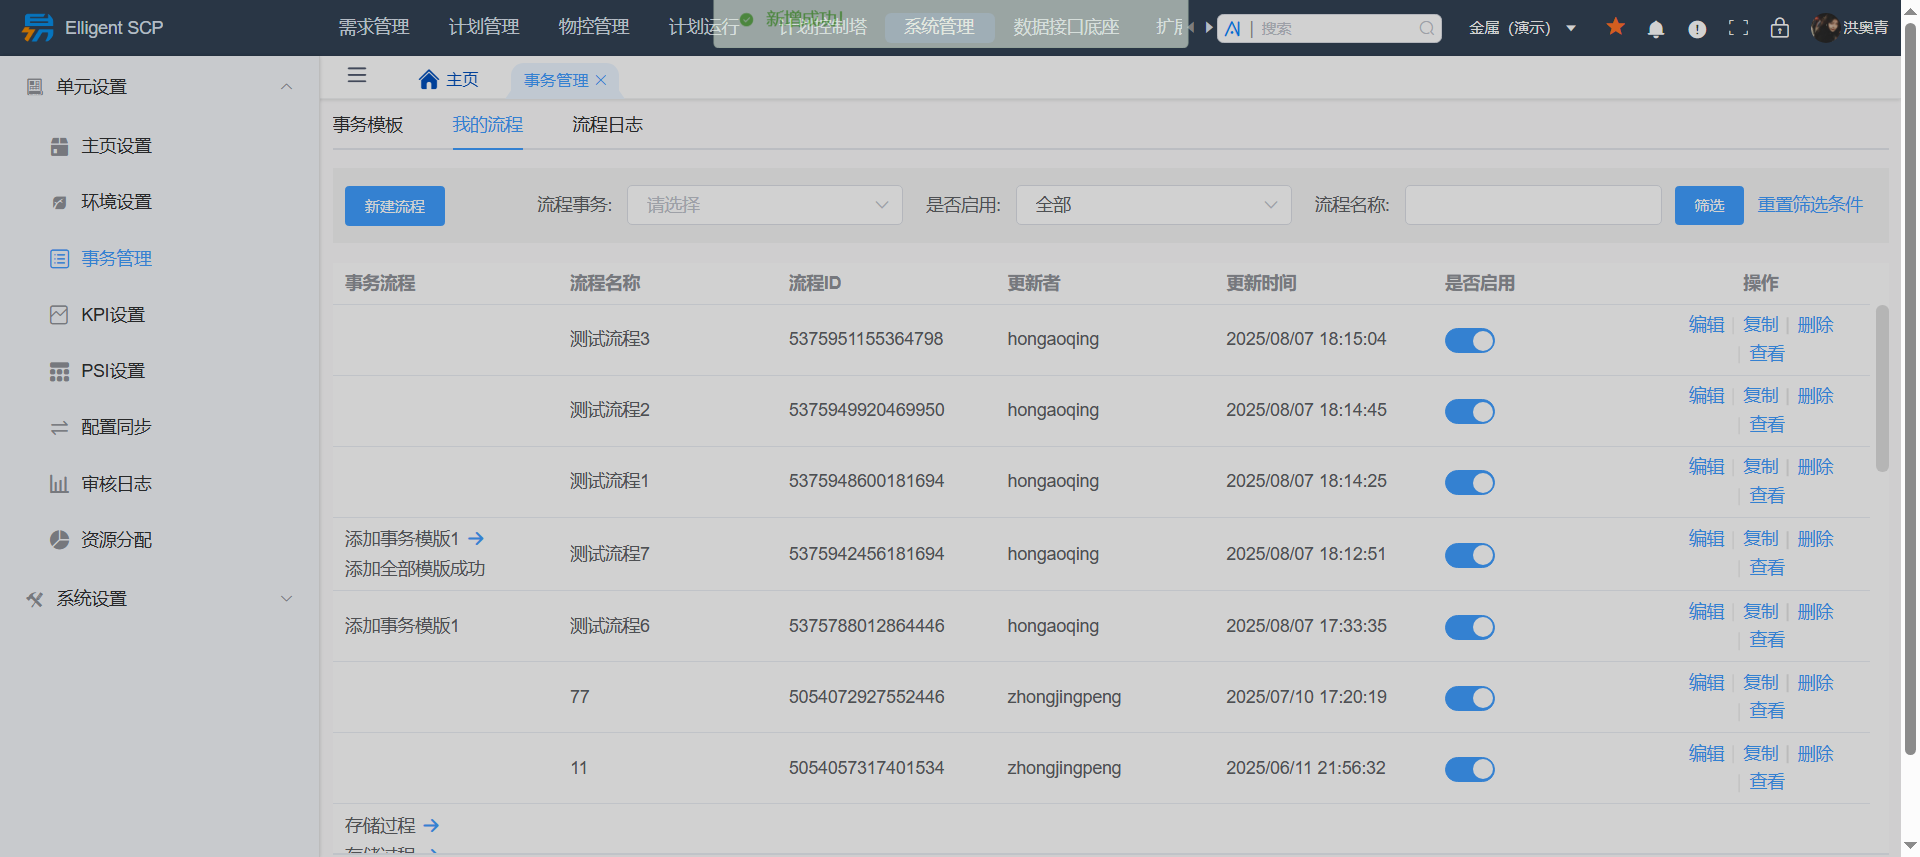 Elligent SCP
需求管理 计划管理 物控管理 计划运行 计划控制塔 系统管理 数据接口底座 扩展
新增成功!
AI | 搜索
金属（演示）
洪奥青
单元设置
主页设置
环境设置
事务管理
KPI设置
PSI设置
配置同步
审核日志
资源分配
系统设置
主页 事务管理
事务模板 我的流程 流程日志
新建流程 流程事务: 请选择 是否启用: 全部 流程名称: 筛选 重置筛选条件
事务流程 流程名称 流程ID 更新者 更新时间 是否启用 操作
测试流程3 5375951155364798 hongaoqing 2025/08/07 18:15:04 编辑 复制 删除
查看
测试流程2 5375949920469950 hongaoqing 2025/08/07 18:14:45 编辑 复制 删除
查看
测试流程1 5375948600181694 hongaoqing 2025/08/07 18:14:25 编辑 复制 删除
查看
添加事务模版1 →
添加全部模版成功
测试流程7 5375942456181694 hongaoqing 2025/08/07 18:12:51 编辑 复制 删除
查看
添加事务模版1 测试流程6 5375788012864446 hongaoqing 2025/08/07 17:33:35 编辑 复制 删除
查看
77 5054072927552446 zhongjingpeng 2025/07/10 17:20:19 编辑 复制 删除
查看
11 5054057317401534 zhongjingpeng 2025/06/11 21:56:32 编辑 复制 删除
查看
存储过程 →
存储过程 →